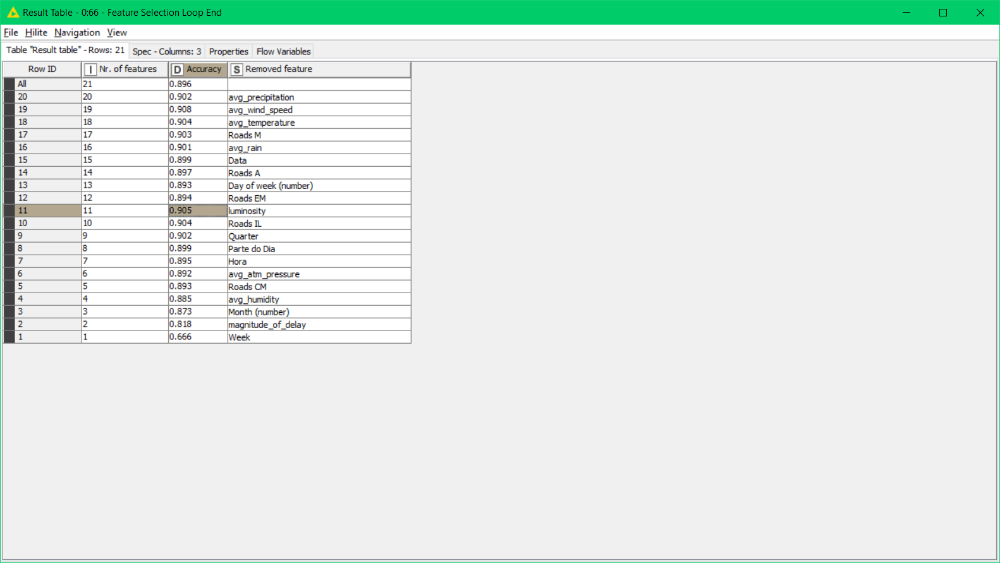 Result Table - 0:66 - Feature Selection Loop End
File Hilite Navigation View
Table "Result table" - Rows: 21 Spec - Columns: 3 Properties Flow Variables
Row ID I Nr. of features D Accuracy S Removed feature
All 21 0.896
20 20 0.902 avg_precipitation
19 19 0.908 avg_wind_speed
18 18 0.904 avg_temperature
17 17 0.903 Roads M
16 16 0.901 avg_rain
15 15 0.899 Data
14 14 0.897 Roads A
13 13 0.893 Day of week (number)
12 12 0.894 Roads EM
11 11 0.905 luminosity
10 10 0.904 Roads IL
9 9 0.902 Quarter
8 8 0.899 Parte do Dia
7 7 0.895 Hora
6 6 0.892 avg_atm_pressure
5 5 0.893 Roads CM
4 4 0.885 avg_humidity
3 3 0.873 Month (number)
2 2 0.818 magnitude_of_delay
1 1 0.666 Week